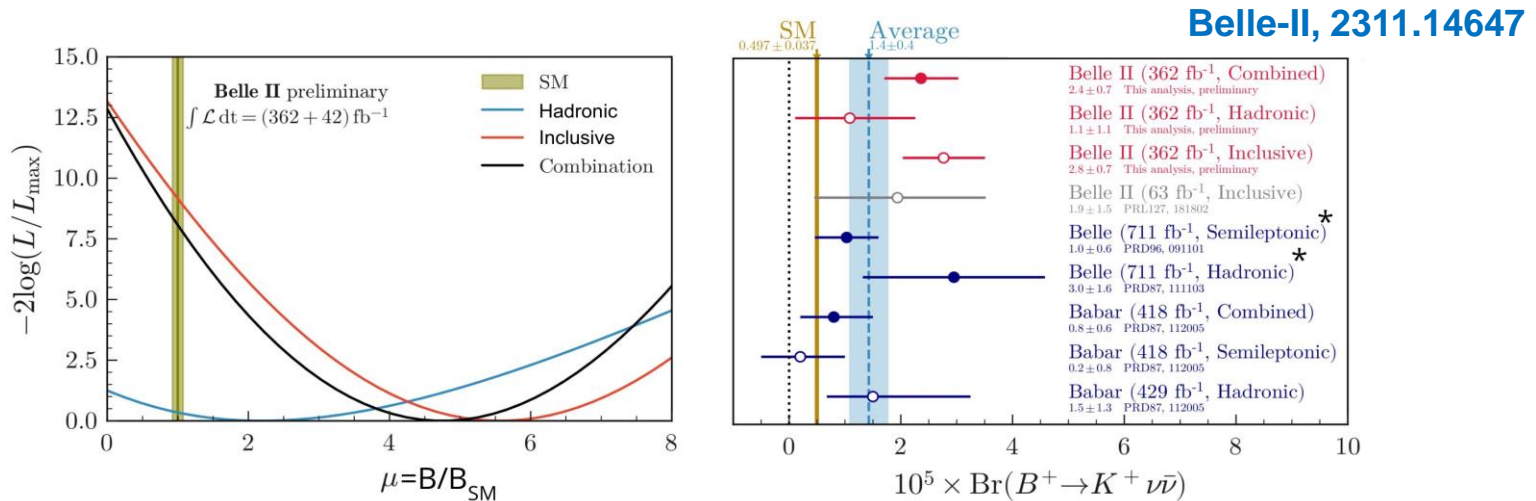 Belle-II, 2311.14647
15.0
12.5
10.0
7.5
5.0
2.5
0.0
−2log(L/L_max)
Belle II preliminary
∫ℒ dt = (362 + 42) fb⁻¹
SM
Hadronic
Inclusive
Combination
0 2 4 6 8
μ=B/B_SM
SM
0.497±0.037
Average
1.4±0.4
Belle II (362 fb⁻¹, Combined)
2.4±0.7 This analysis, preliminary
Belle II (362 fb⁻¹, Hadronic)
1.1±1.1 This analysis, preliminary
Belle II (362 fb⁻¹, Inclusive)
2.8±0.7 This analysis, preliminary
Belle II (63 fb⁻¹, Inclusive)
1.9±1.5 PRL127, 181802
Belle (711 fb⁻¹, Semileptonic)*
1.0±0.6 PRD96, 091101
Belle (711 fb⁻¹, Hadronic)*
3.0±1.6 PRD87, 111103
Babar (418 fb⁻¹, Combined)
0.8±0.6 PRD87, 112005
Babar (418 fb⁻¹, Semileptonic)
0.2±0.8 PRD87, 112005
Babar (429 fb⁻¹, Hadronic)
1.5±1.3 PRD87, 112005
0 2 4 6 8 10
10⁵ × Br(B⁺→K⁺νν̄)